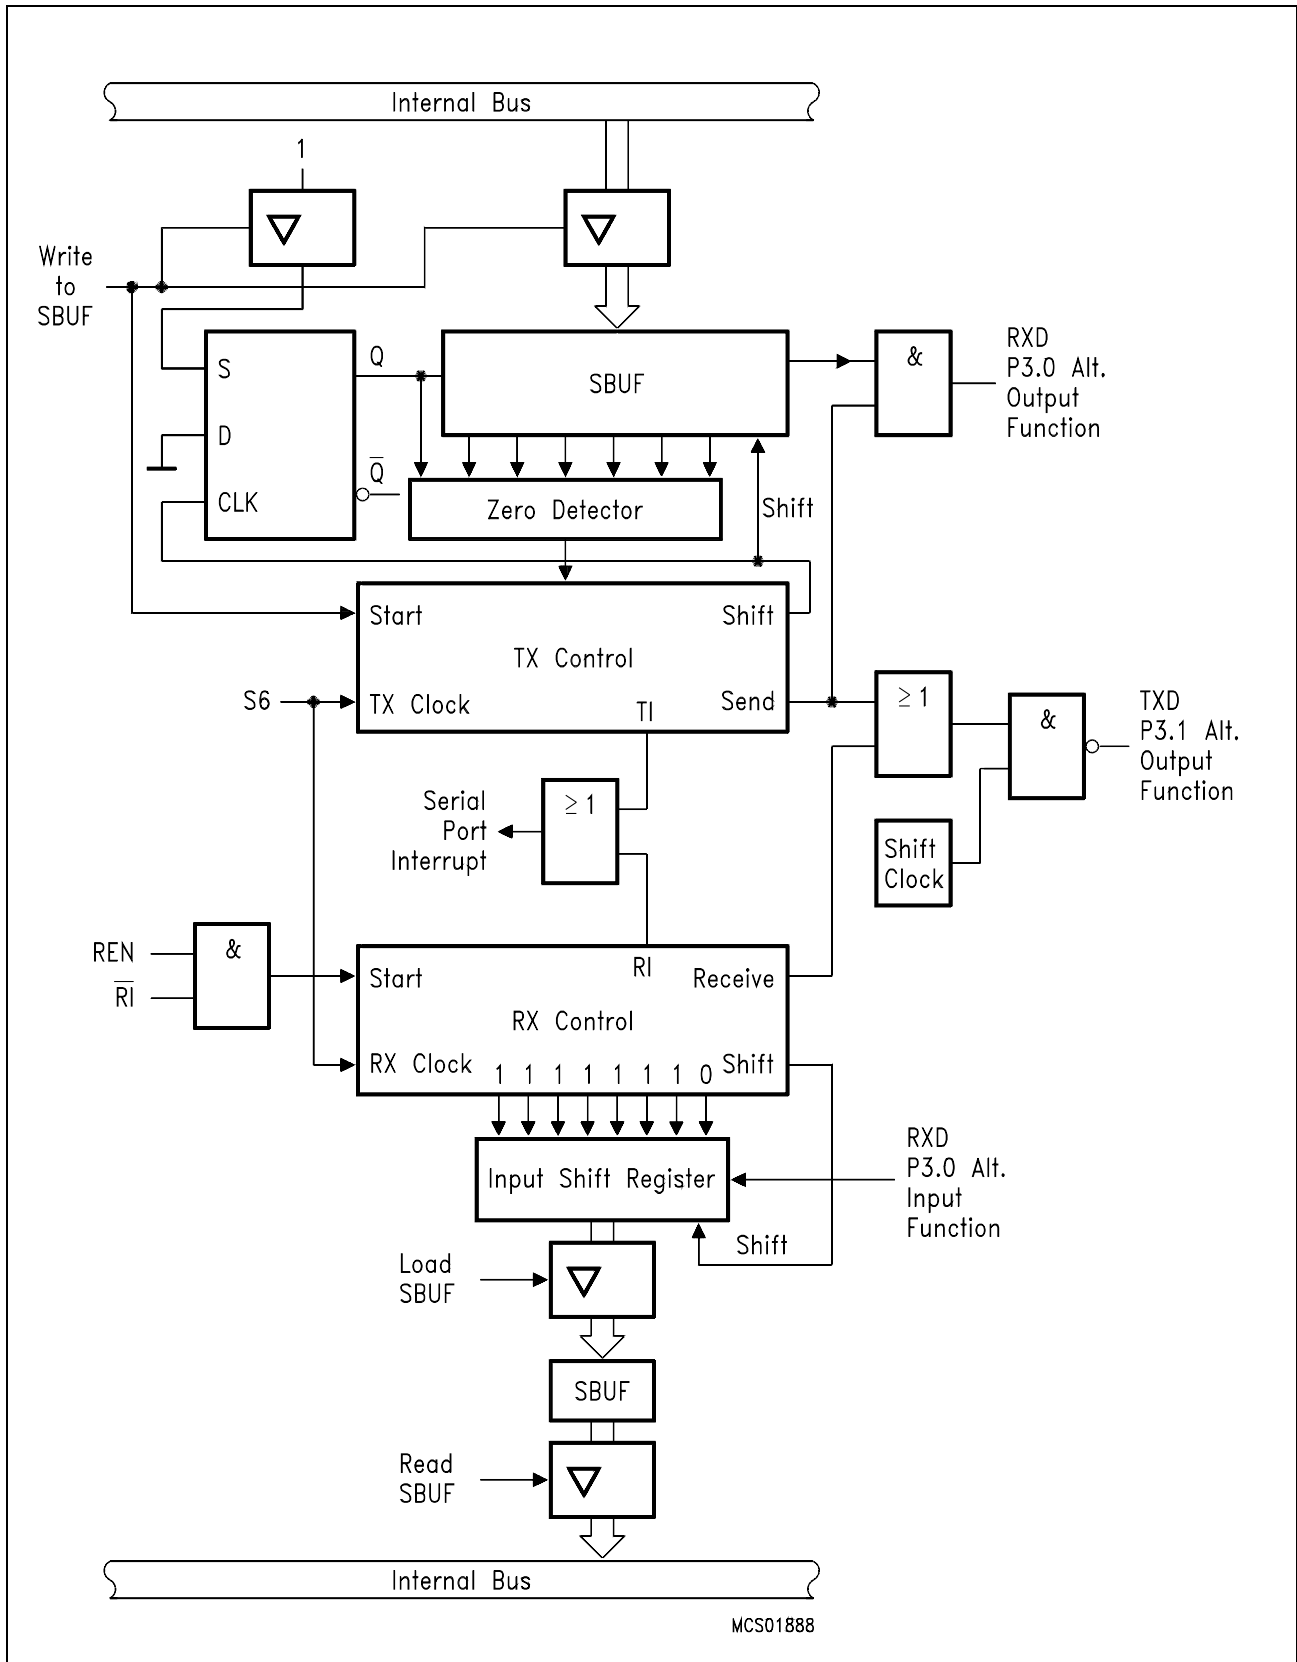 Internal Bus
1
Write
to
SBUF
S
Q
SBUF
&
RXD
P3.0 Alt.
Output
Function
D
Q̅
CLK
Zero Detector
Shift
Start
Shift
TX Control
S6
TX Clock
TI
Send
≥1
&
TXD
P3.1 Alt.
Output
Function
Serial
Port
Interrupt
≥1
Shift
Clock
REN
R̅I̅
&
Start
RI
Receive
RX Control
RX Clock
1 1 1 1 1 1 1 0
Shift
Input Shift Register
RXD
P3.0 Alt.
Input
Function
Shift
Load
SBUF
SBUF
Read
SBUF
Internal Bus
MCS01888